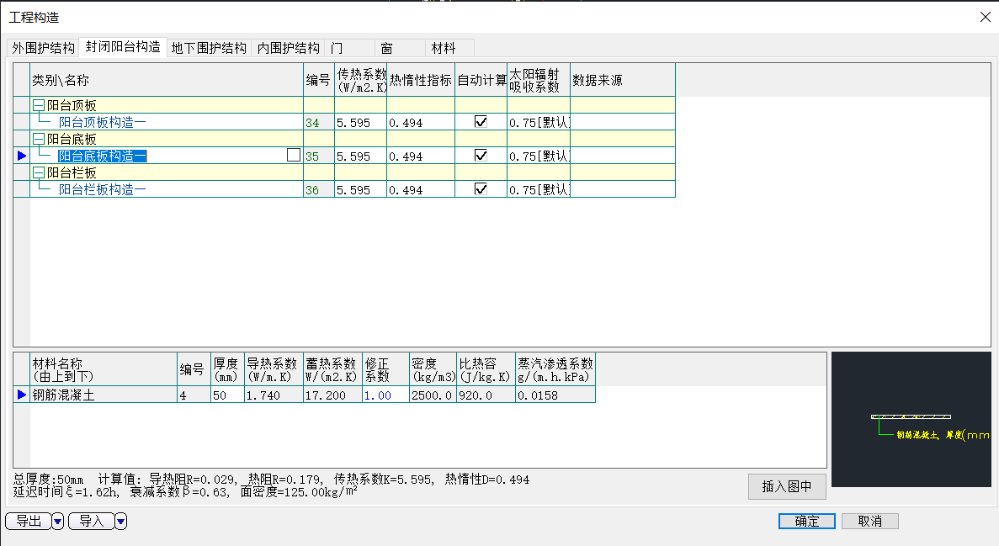 工程构造
外围护结构 封闭阳台构造 地下围护结构 内围护结构 门 窗 材料
类别\名称 编号 传热系数 (W/m2.K) 热惰性指标 自动计算 太阳辐射 吸收系数 数据来源
阳台顶板
阳台顶板构造一 34 5.595 0.494 0.75[默认]
阳台底板
阳台底板构造一 35 5.595 0.494 0.75[默认]
阳台栏板
阳台栏板构造一 36 5.595 0.494 0.75[默认]
材料名称 (由上到下) 编号 厚度 (mm) 导热系数 (W/m.K) 蓄热系数 W/(m2.K) 修正 系数 密度 (kg/m3) 比热容 (J/kg.K) 蒸汽渗透系数 g/(m.h.kPa)
钢筋混凝土 4 50 1.740 17.200 1.00 2500.0 920.0 0.0158
钢筋混凝土, 厚度(mm
总厚度:50mm 计算值: 导热阻R=0.029, 热阻R=0.179, 传热系数K=5.595, 热惰性D=0.494
延迟时间ξ=1.62h, 衰减系数β=0.63, 面密度=125.00kg/m²
插入图中
导出 导入 确定 取消